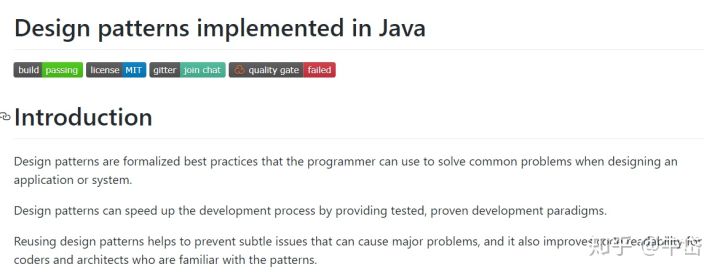 Design patterns implemented in Java
build passing license MIT gitter join chat quality gate failed
Introduction
Design patterns are formalized best practices that the programmer can use to solve common problems when designing an
application or system.
Design patterns can speed up the development process by providing tested, proven development paradigms.
Reusing design patterns helps to prevent subtle issues that can cause major problems, and it also improves code readability for
coders and architects who are familiar with the patterns.
知乎